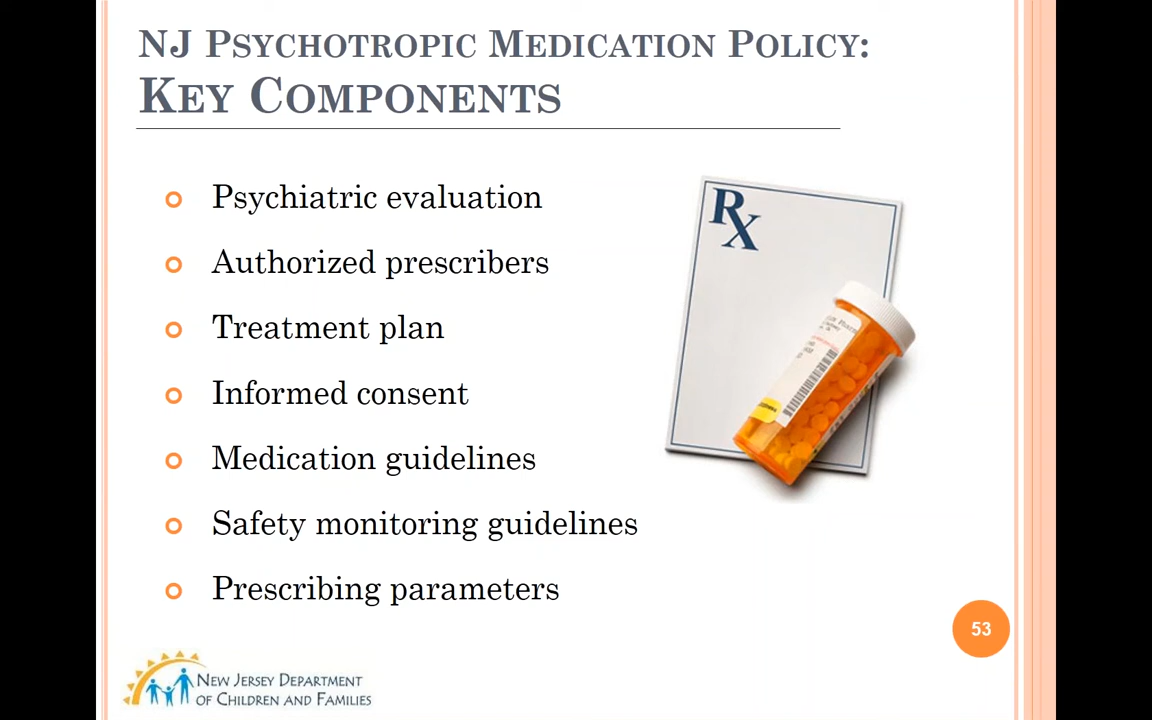 NJ PSYCHOTROPIC MEDICATION POLICY:
KEY COMPONENTS
Psychiatric evaluation
Authorized prescribers
Treatment plan
Informed consent
Medication guidelines
Safety monitoring guidelines
Prescribing parameters
RX
53
NEW JERSEY DEPARTMENT
OF CHILDREN AND FAMILIES